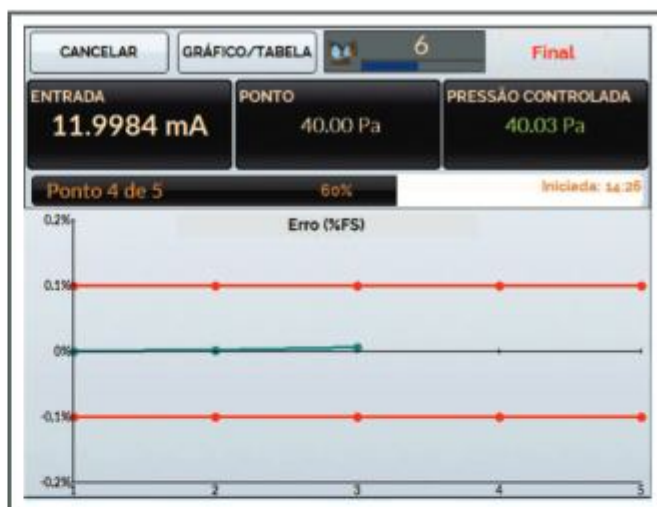 CANCELAR GRÁFICO/TABELA 6 Final
ENTRADA PONTO PRESSÃO CONTROLADA
11.9984 mA 40.00 Pa 40.03 Pa
Ponto 4 de 5 60% Iniciada: 14:26
Erro (%FS)
0.2%
0.1%
0%
-0.1%
-0.2%
1 2 3 4 5